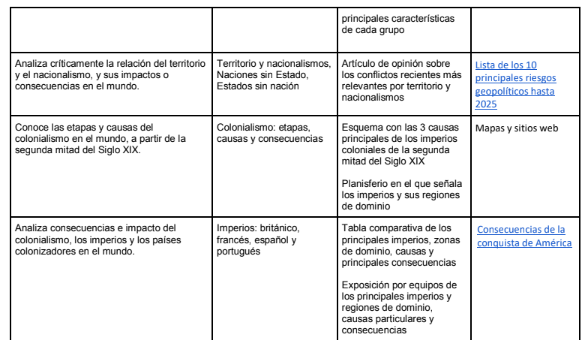 principales características
de cada grupo
Analiza críticamente la relación del territorio
y el nacionalismo, y sus impactos o
consecuencias en el mundo.
Territorio y nacionalismos,
Naciones sin Estado,
Estados sin nación
Artículo de opinión sobre
los conflictos recientes más
relevantes por territorio y
nacionalismos
Lista de los 10
principales riesgos
geopolíticos hasta
2025
Conoce las etapas y causas del
colonialismo en el mundo, a partir de la
segunda mitad del Siglo XIX.
Colonialismo: etapas,
causas y consecuencias
Esquema con las 3 causas
principales de los imperios
coloniales de la segunda
mitad del Siglo XIX
Planisferio en el que señala
los imperios y sus regiones
de dominio
Mapas y sitios web
Analiza consecuencias e impacto del
colonialismo, los imperios y los países
colonizadores en el mundo.
Imperios: británico,
francés, español y
portugués
Tabla comparativa de los
principales imperios, zonas
de dominio, causas y
principales consecuencias
Exposición por equipos de
los principales imperios y
regiones de dominio,
causas particulares y
consecuencias
Consecuencias de la
conquista de América